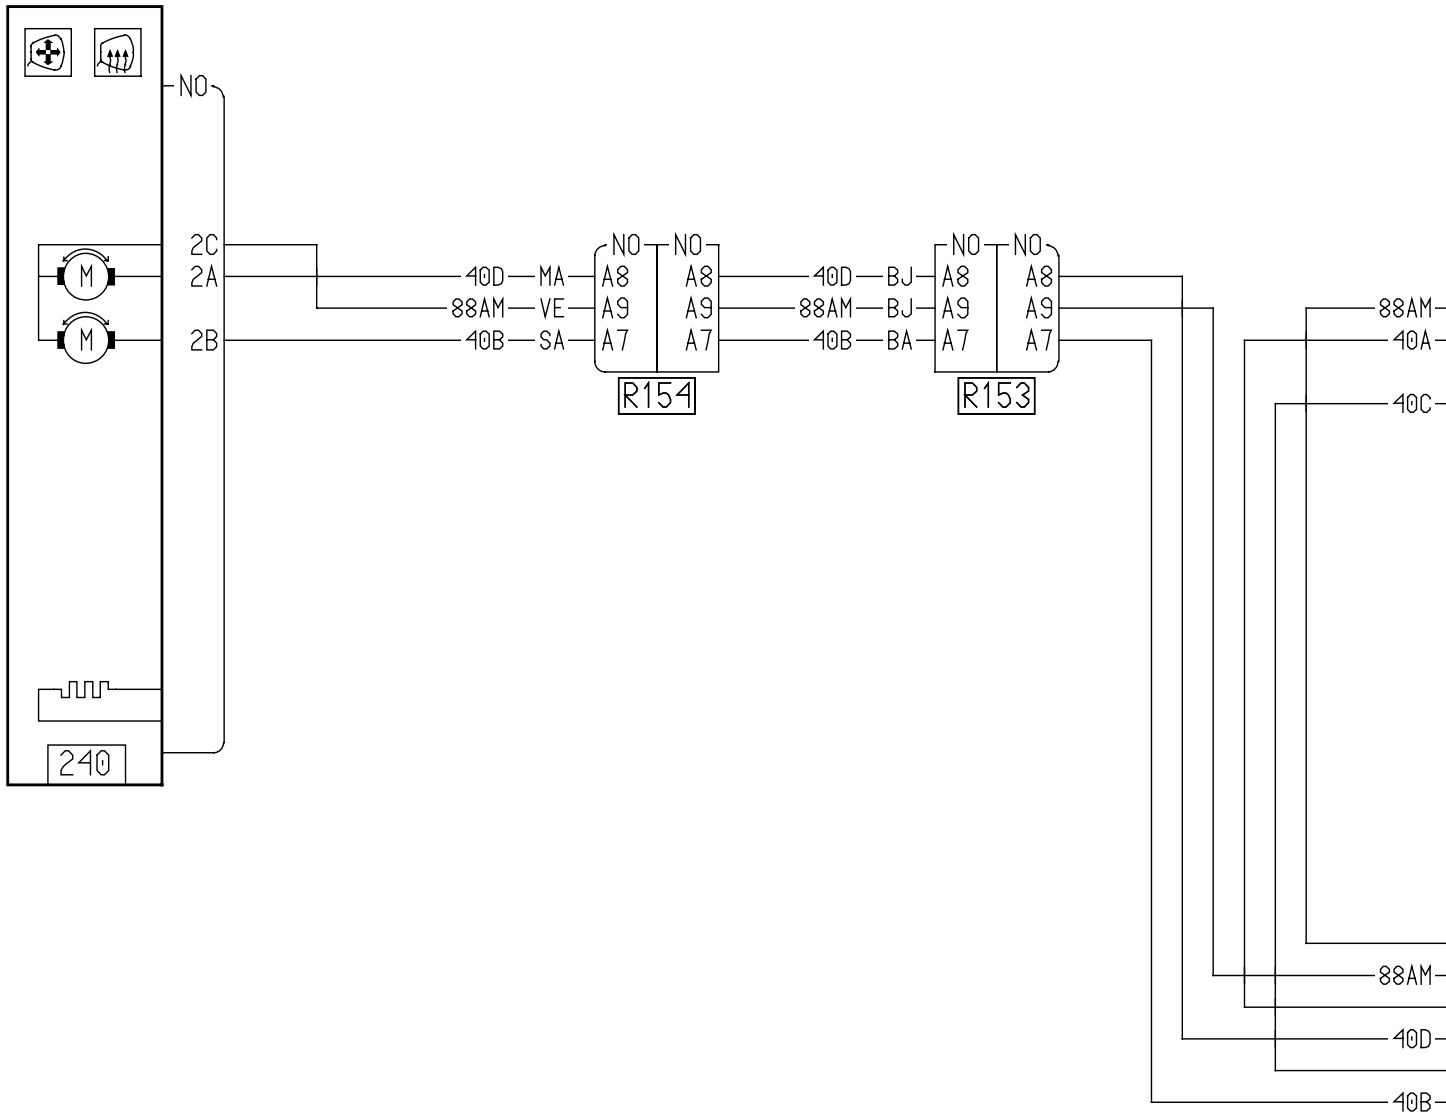 NO
2C NO NO NO NO
M 2A 40D MA A8 A8 40D BJ A8 A8
88AM VE A9 A9 88AM BJ A9 88AM
M 2B 40B SA A7 A7 40B BA A7 A7 40A
R154 R153
40C
240
88AM
40D
40B